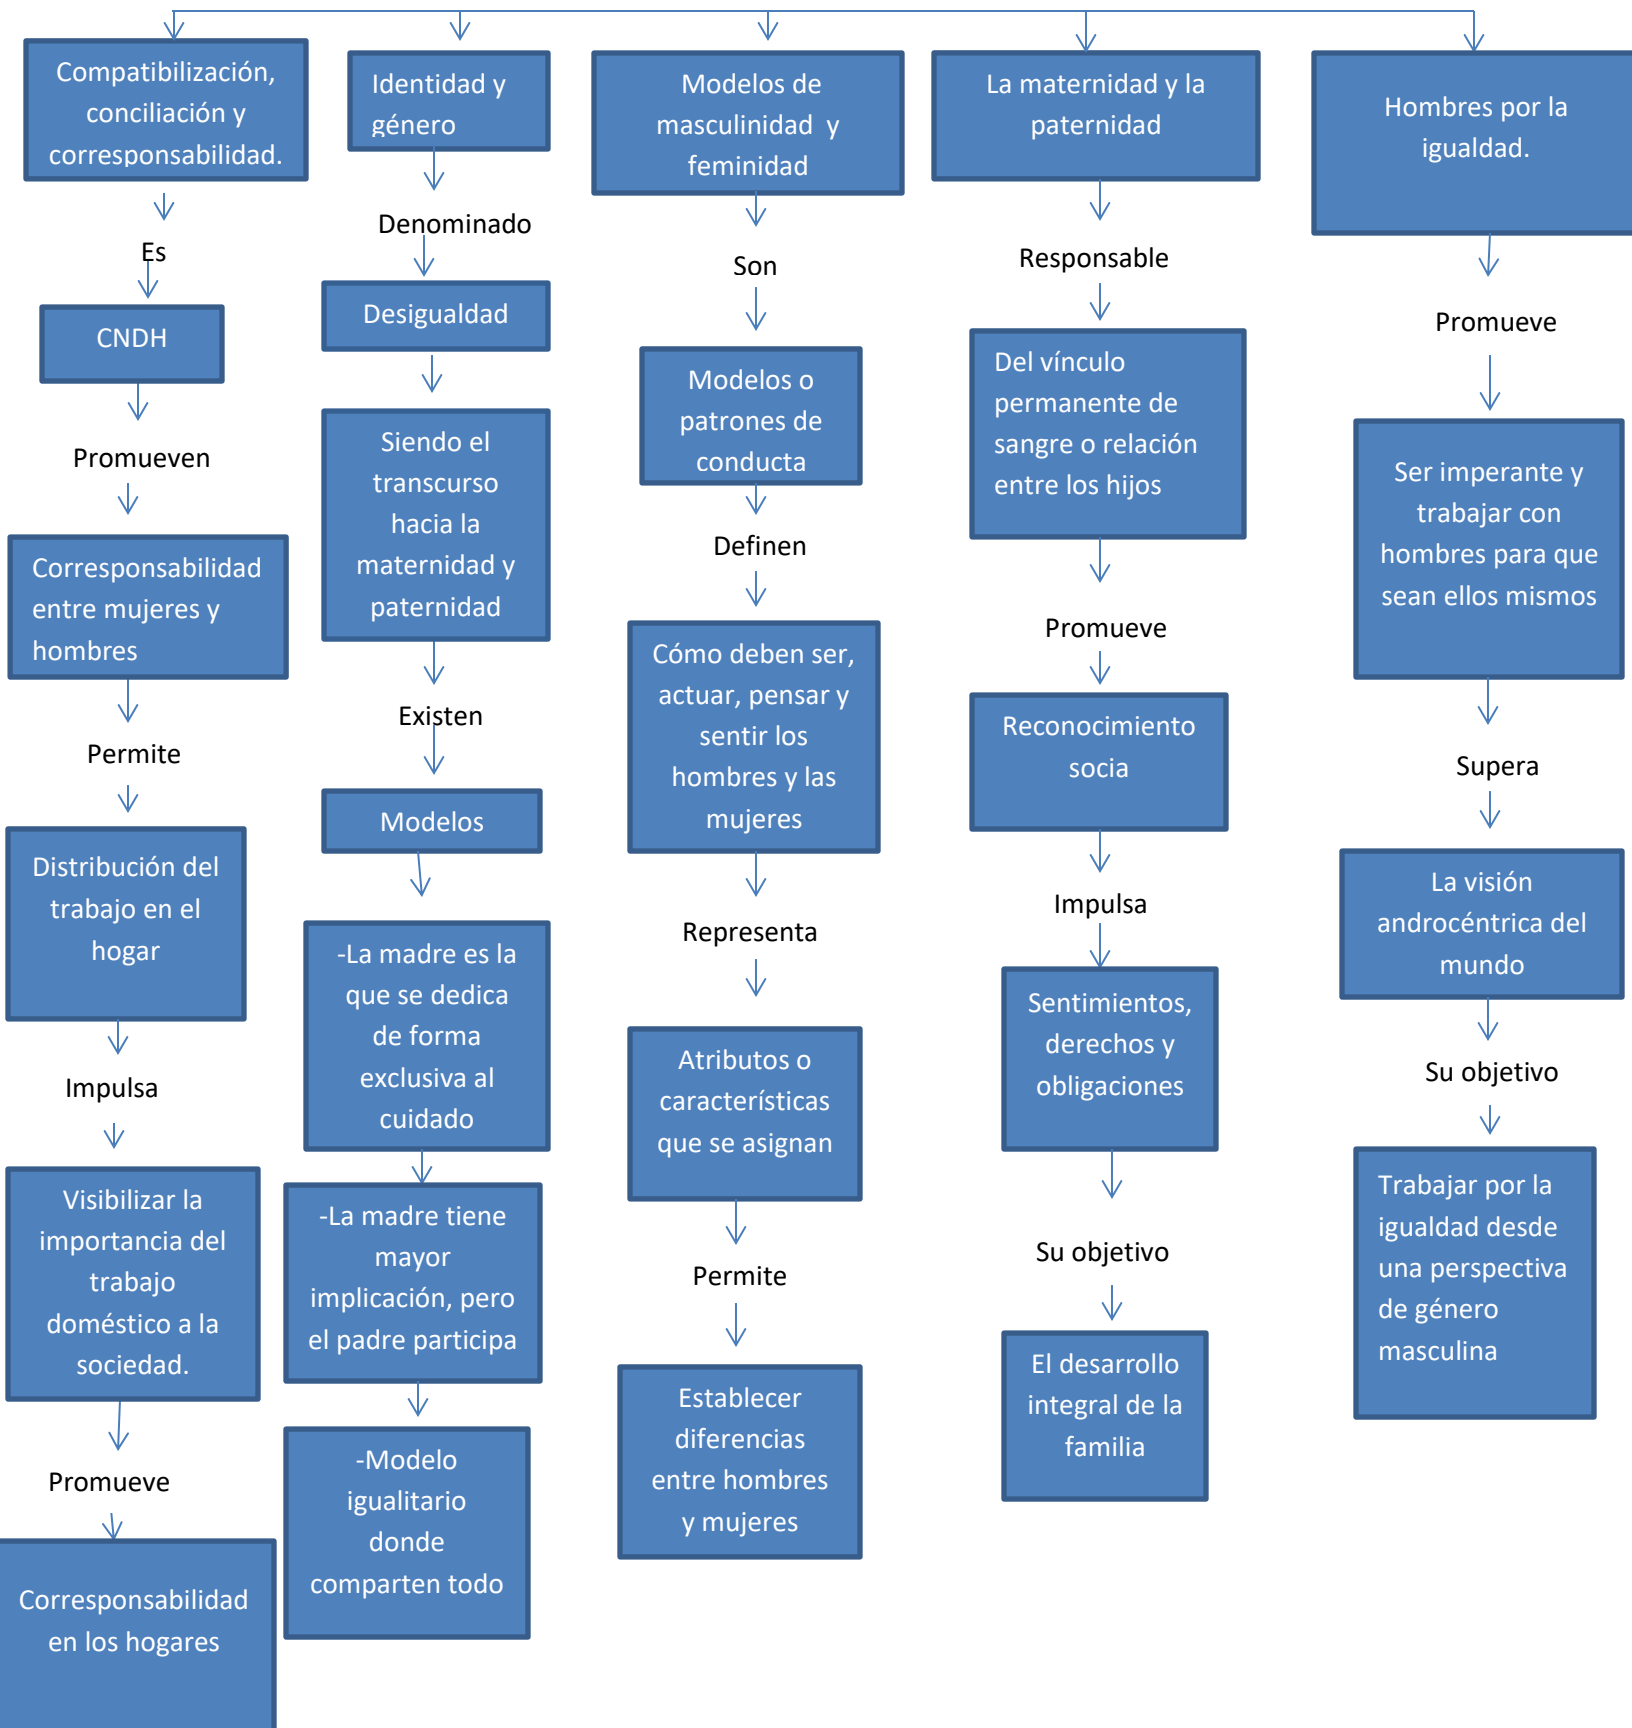 Compatibilización,
conciliación y
corresponsabilidad.
Es
CNDH
Promueven
Corresponsabilidad
entre mujeres y
hombres
Permite
Distribución del
trabajo en el
hogar
Impulsa
Visibilizar la
importancia del
trabajo
doméstico a la
sociedad.
Promueve
Corresponsabilidad
en los hogares
Identidad y
género
Denominado
Desigualdad
Siendo el
transcurso
hacia la
maternidad y
paternidad
Existen
Modelos
-La madre es la
que se dedica
de forma
exclusiva al
cuidado
-La madre tiene
mayor
implicación, pero
el padre participa
-Modelo
igualitario
donde
comparten todo
Modelos de
masculinidad y
feminidad
Son
Modelos o
patrones de
conducta
Definen
Cómo deben ser,
actuar, pensar y
sentir los
hombres y las
mujeres
Representa
Atributos o
características
que se asignan
Permite
Establecer
diferencias
entre hombres
y mujeres
La maternidad y la
paternidad
Responsable
Del vínculo
permanente de
sangre o relación
entre los hijos
Promueve
Reconocimiento
socia
Impulsa
Sentimientos,
derechos y
obligaciones
Su objetivo
El desarrollo
integral de la
familia
Hombres por la
igualdad.
Promueve
Ser imperante y
trabajar con
hombres para que
sean ellos mismos
Supera
La visión
androcéntrica del
mundo
Su objetivo
Trabajar por la
igualdad desde
una perspectiva
de género
masculina